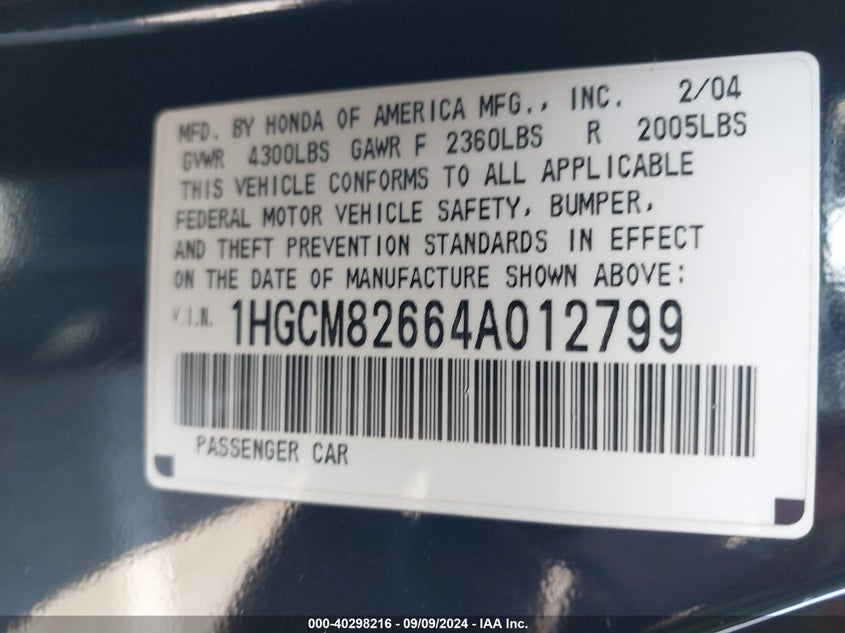 MFD. BY HONDA OF AMERICA MFG., INC. 2/04
GVWR 4300LBS GAWR F 2360LBS R 2005LBS
THIS VEHICLE CONFORMS TO ALL APPLICABLE
FEDERAL MOTOR VEHICLE SAFETY, BUMPER,
AND THEFT PREVENTION STANDARDS IN EFFECT
ON THE DATE OF MANUFACTURE SHOWN ABOVE:
V.I.N. 1HGCM82664A012799
PASSENGER CAR
000-40298216 - 09/09/2024 - IAA Inc.